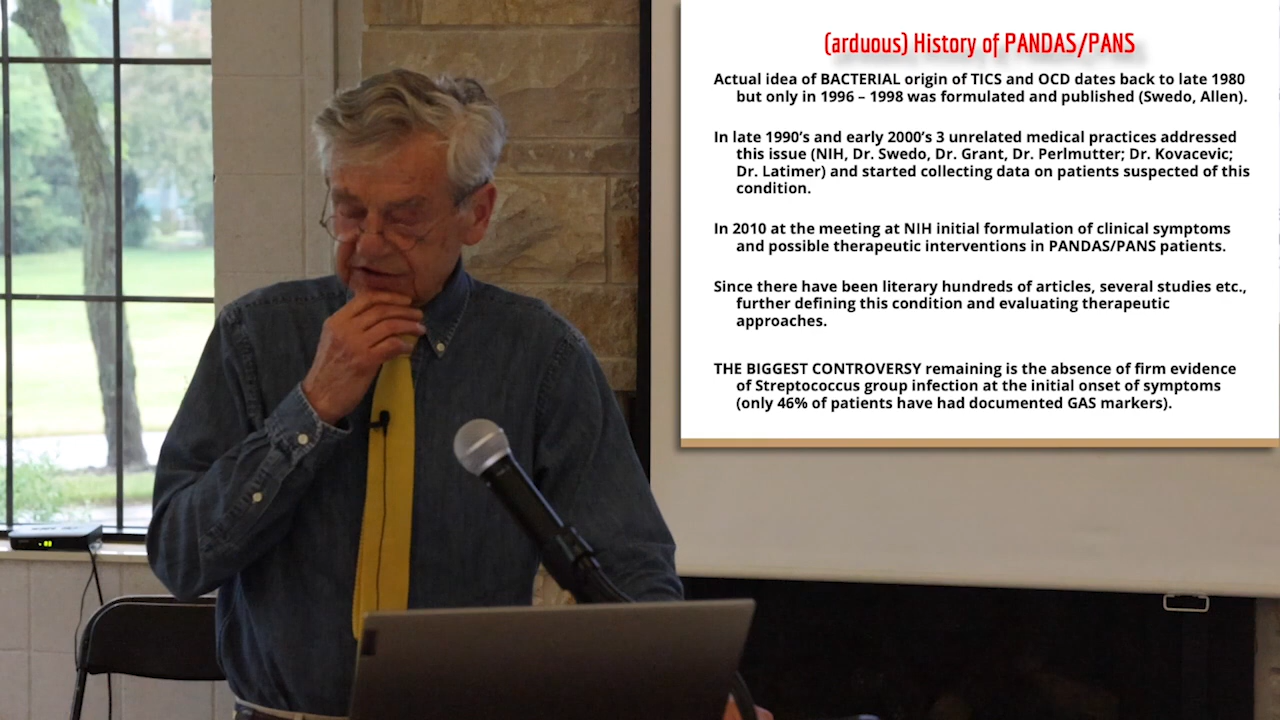 (arduous) History of PANDAS/PANS
Actual idea of BACTERIAL origin of TICS and OCD dates back to late 1980
but only in 1996 – 1998 was formulated and published (Swedo, Allen).
In late 1990's and early 2000's 3 unrelated medical practices addressed
this issue (NIH, Dr. Swedo, Dr. Grant, Dr. Perlmutter; Dr. Kovacevic;
Dr. Latimer) and started collecting data on patients suspected of this
condition.
In 2010 at the meeting at NIH initial formulation of clinical symptoms
and possible therapeutic interventions in PANDAS/PANS patients.
Since there have been literary hundreds of articles, several studies etc.,
further defining this condition and evaluating therapeutic
approaches.
THE BIGGEST CONTROVERSY remaining is the absence of firm evidence
of Streptococcus group infection at the initial onset of symptoms
(only 46% of patients have had documented GAS markers).